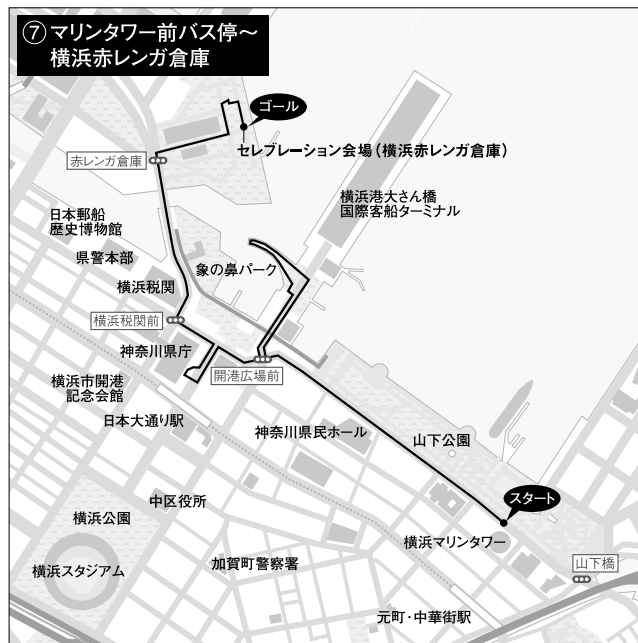 ⑦ マリンタワー前バス停～
横浜赤レンガ倉庫
ゴール
セレブレーション会場（横浜赤レンガ倉庫）
赤レンガ倉庫
横浜港大さん橋
国際客船ターミナル
日本郵船
歴史博物館
県警本部
象の鼻パーク
横浜税関
横浜税関前
神奈川県庁
開港広場前
横浜市開港
記念会館
日本大通り駅
神奈川県民ホール
山下公園
スタート
中区役所
横浜公園
横浜マリンタワー
加賀町警察署
山下橋
横浜スタジアム
元町・中華街駅